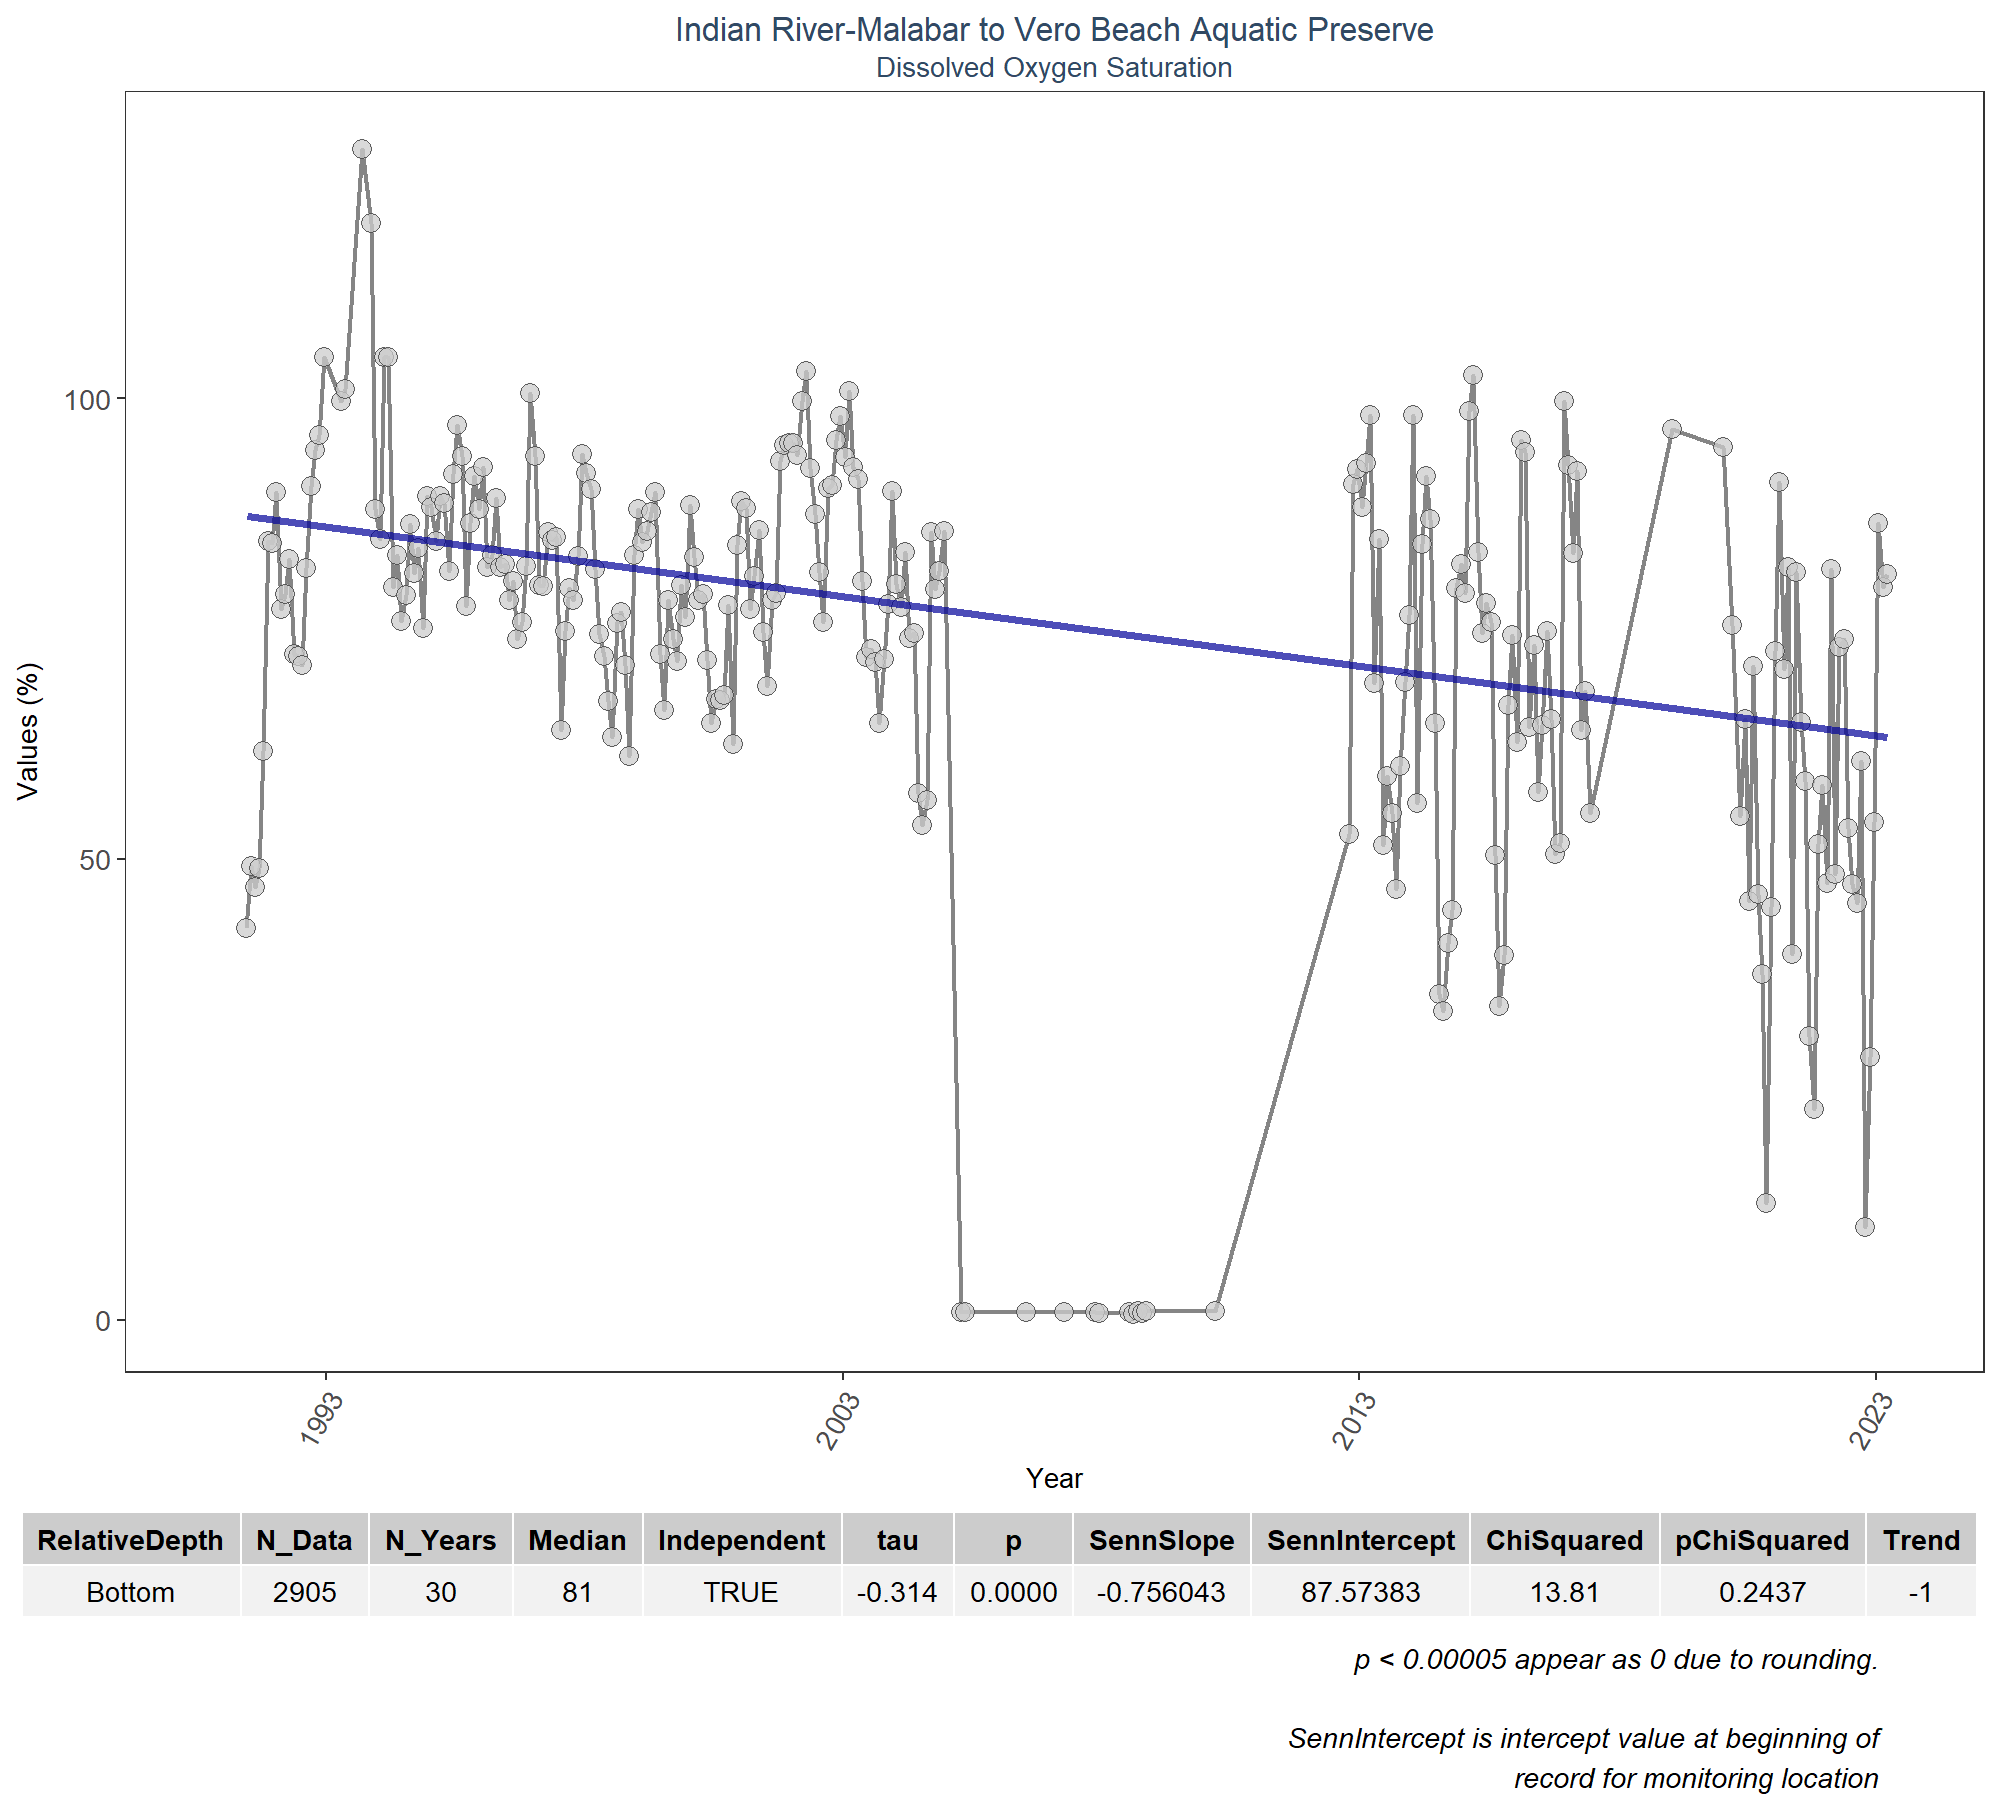 Indian River-Malabar to Vero Beach Aquatic Preserve
Dissolved Oxygen Saturation
Values (%)
100
50
0
1993
2003
2013
2023
Year
RelativeDepth N_Data N_Years Median Independent tau p SennSlope SennIntercept ChiSquared pChiSquared Trend
Bottom 2905 30 81 TRUE -0.314 0.0000 -0.756043 87.57383 13.81 0.2437 -1
p < 0.00005 appear as 0 due to rounding.
SennIntercept is intercept value at beginning of
record for monitoring location